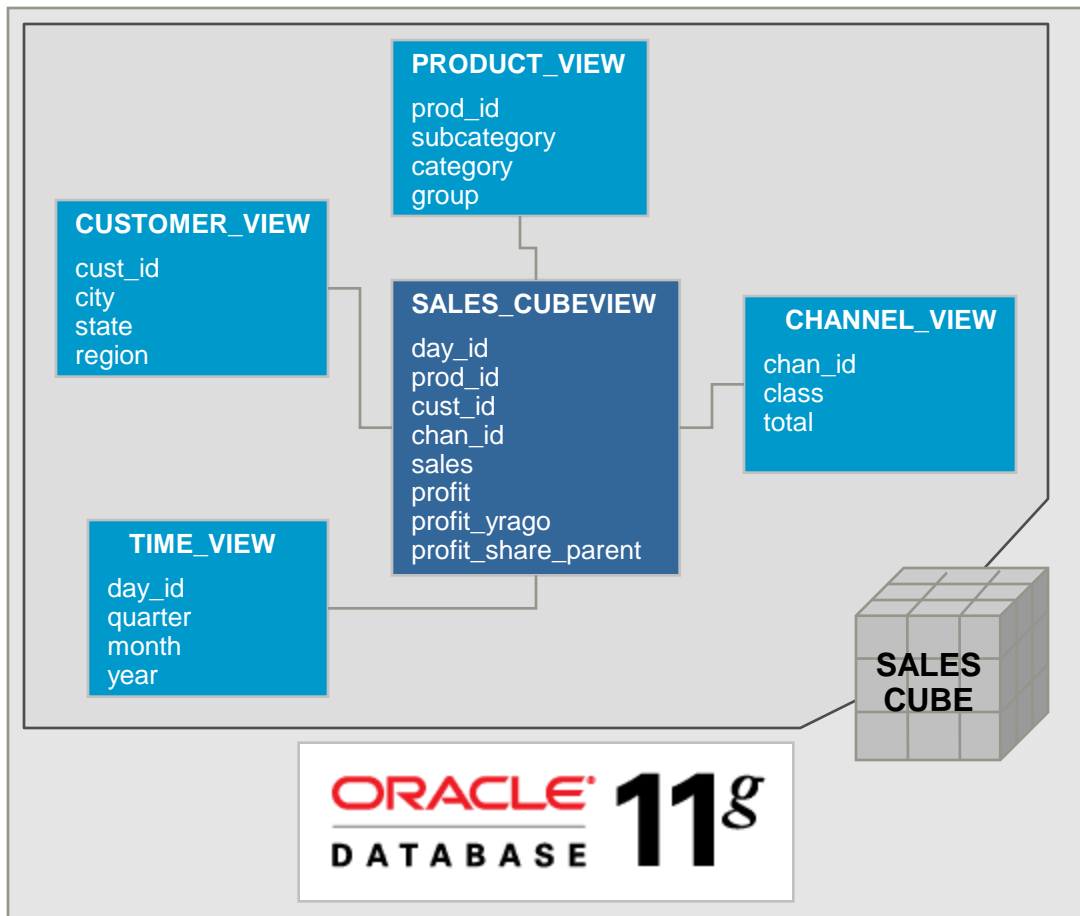 PRODUCT_VIEW
prod_id
subcategory
category
group
CUSTOMER_VIEW
cust_id
city
state
region
SALES_CUBEVIEW
day_id
prod_id
cust_id
chan_id
sales
profit
profit_yrago
profit_share_parent
CHANNEL_VIEW
chan_id
class
total
TIME_VIEW
day_id
quarter
month
year
SALES
CUBE
ORACLE®
DATABASE
11g